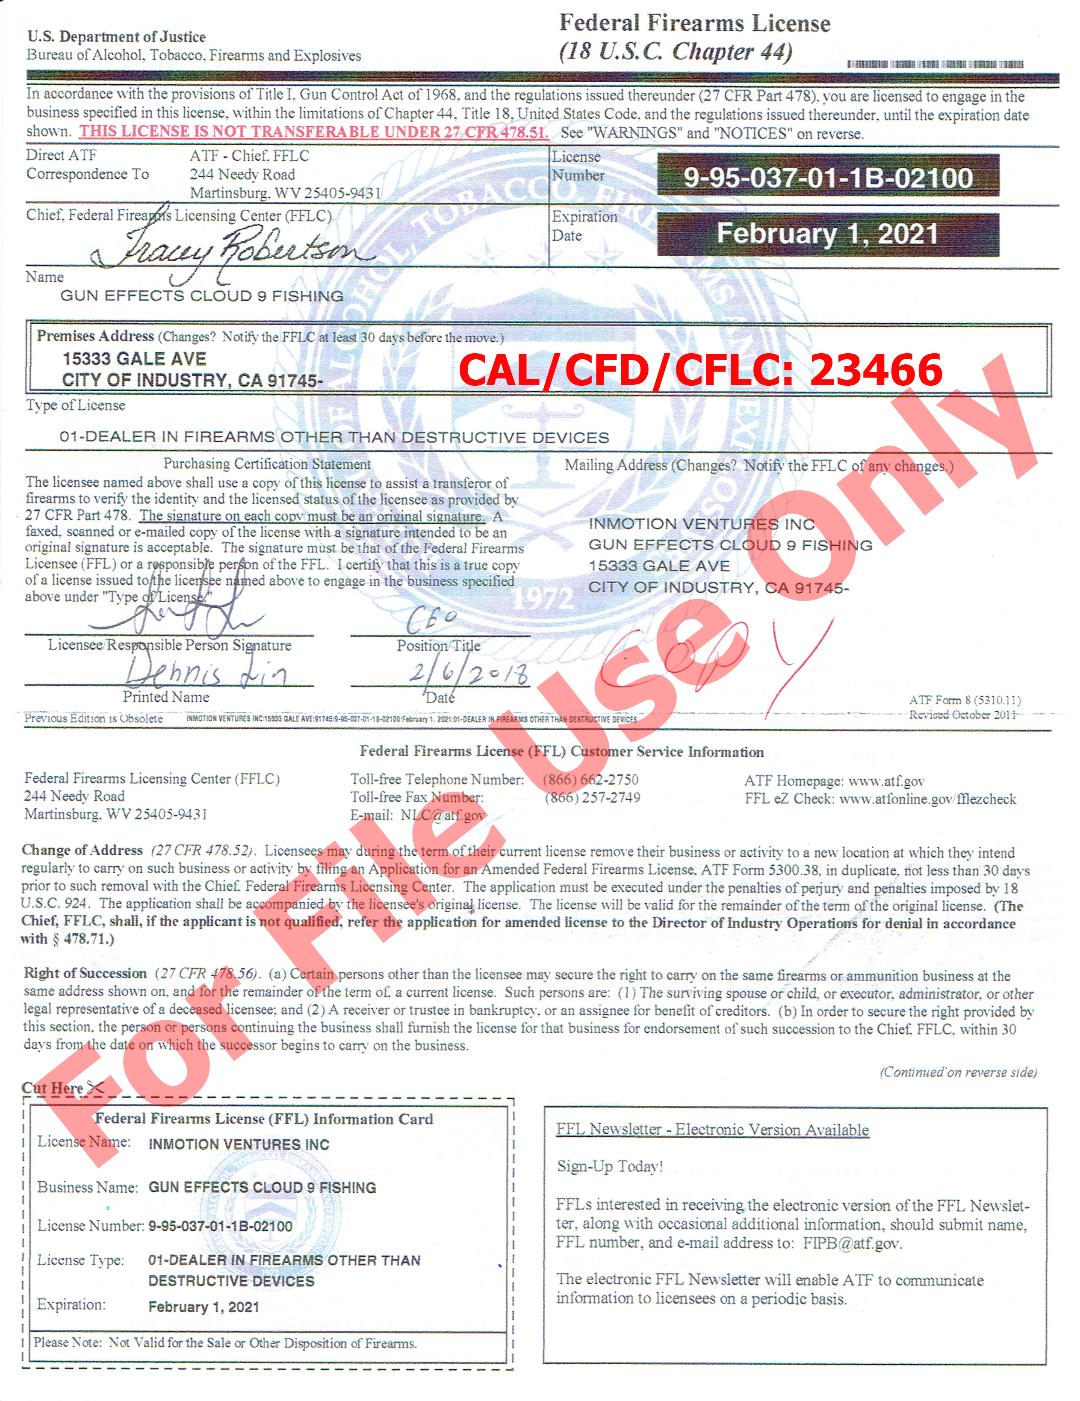 U.S. Department of Justice
Bureau of Alcohol, Tobacco, Firearms and Explosives
Federal Firearms License
(18 U.S.C. Chapter 44)
In accordance with the provisions of Title I, Gun Control Act of 1968, and the regulations issued thereunder (27 CFR Part 478), you are licensed to engage in the
business specified in this license, within the limitations of Chapter 44, Title 18, United States Code, and the regulations issued thereunder, until the expiration date
shown. THIS LICENSE IS NOT TRANSFERABLE UNDER 27 CFR 478.51. See "WARNINGS" and "NOTICES" on reverse.
Direct ATF
Correspondence To
ATF - Chief, FFLC
244 Needy Road
Martinsburg, WV 25405-9431
License
Number
9-95-037-01-1B-02100
Chief, Federal Firearms Licensing Center (FFLC)
Tracey Robertson
Expiration
Date
February 1, 2021
Name
GUN EFFECTS CLOUD 9 FISHING
Premises Address (Changes? Notify the FFLC at least 30 days before the move.)
15333 GALE AVE
CITY OF INDUSTRY, CA 91745-
CAL/CFD/CFLC: 23466
Type of License
01-DEALER IN FIREARMS OTHER THAN DESTRUCTIVE DEVICES
Purchasing Certification Statement
The licensee named above shall use a copy of this license to assist a transferor of
firearms to verify the identity and the licensed status of the licensee as provided by
27 CFR Part 478. The signature on each copy must be an original signature. A
faxed, scanned or e-mailed copy of the license with a signature intended to be an
original signature is acceptable. The signature must be that of the Federal Firearms
Licensee (FFL) or a responsible person of the FFL. I certify that this is a true copy
of a license issued to the licensee named above to engage in the business specified
above under "Type of License."
Mailing Address (Changes? Notify the FFLC of any changes.)
INMOTION VENTURES INC
GUN EFFECTS CLOUD 9 FISHING
15333 GALE AVE
CITY OF INDUSTRY, CA 91745-
1972
CEO
Licensee/Responsible Person Signature
Position/Title
Dennis Lin
2/6/2018
Printed Name
Date
Copy
ATF Form 8 (5310.11)
Revised October 2011
Previous Edition is Obsolete
INMOTION VENTURES INC:15333 GALE AVE:91745:9-95-037-01-1B-02100:February 1, 2021:01-DEALER IN FIREARMS OTHER THAN DESTRUCTIVE DEVICES
Federal Firearms License (FFL) Customer Service Information
Federal Firearms Licensing Center (FFLC)
244 Needy Road
Martinsburg, WV 25405-9431
Toll-free Telephone Number: (866) 662-2750
Toll-free Fax Number: (866) 257-2749
E-mail: NLC@atf.gov
ATF Homepage: www.atf.gov
FFL eZ Check: www.atfonline.gov/fflezcheck
Change of Address (27 CFR 478.52). Licensees may during the term of their current license remove their business or activity to a new location at which they intend
regularly to carry on such business or activity by filing an Application for an Amended Federal Firearms License, ATF Form 5300.38, in duplicate, not less than 30 days
prior to such removal with the Chief, Federal Firearms Licensing Center. The application must be executed under the penalties of perjury and penalties imposed by 18
U.S.C. 924. The application shall be accompanied by the licensee's original license. The license will be valid for the remainder of the term of the original license. (The
Chief, FFLC, shall, if the applicant is not qualified, refer the application for amended license to the Director of Industry Operations for denial in accordance
with § 478.71.)
Right of Succession (27 CFR 478.56). (a) Certain persons other than the licensee may secure the right to carry on the same firearms or ammunition business at the
same address shown on, and for the remainder of the term of, a current license. Such persons are: (1) The surviving spouse or child, or executor, administrator, or other
legal representative of a deceased licensee; and (2) A receiver or trustee in bankruptcy, or an assignee for benefit of creditors. (b) In order to secure the right provided by
this section, the person or persons continuing the business shall furnish the license for that business for endorsement of such succession to the Chief, FFLC, within 30
days from the date on which the successor begins to carry on the business.
(Continued on reverse side)
For File Use Only
Cut Here
Federal Firearms License (FFL) Information Card
License Name: INMOTION VENTURES INC
Business Name: GUN EFFECTS CLOUD 9 FISHING
License Number: 9-95-037-01-1B-02100
License Type: 01-DEALER IN FIREARMS OTHER THAN
DESTRUCTIVE DEVICES
Expiration: February 1, 2021
Please Note: Not Valid for the Sale or Other Disposition of Firearms.
FFL Newsletter - Electronic Version Available
Sign-Up Today!
FFLs interested in receiving the electronic version of the FFL Newslet-
ter, along with occasional additional information, should submit name,
FFL number, and e-mail address to: FIPB@atf.gov.
The electronic FFL Newsletter will enable ATF to communicate
information to licensees on a periodic basis.